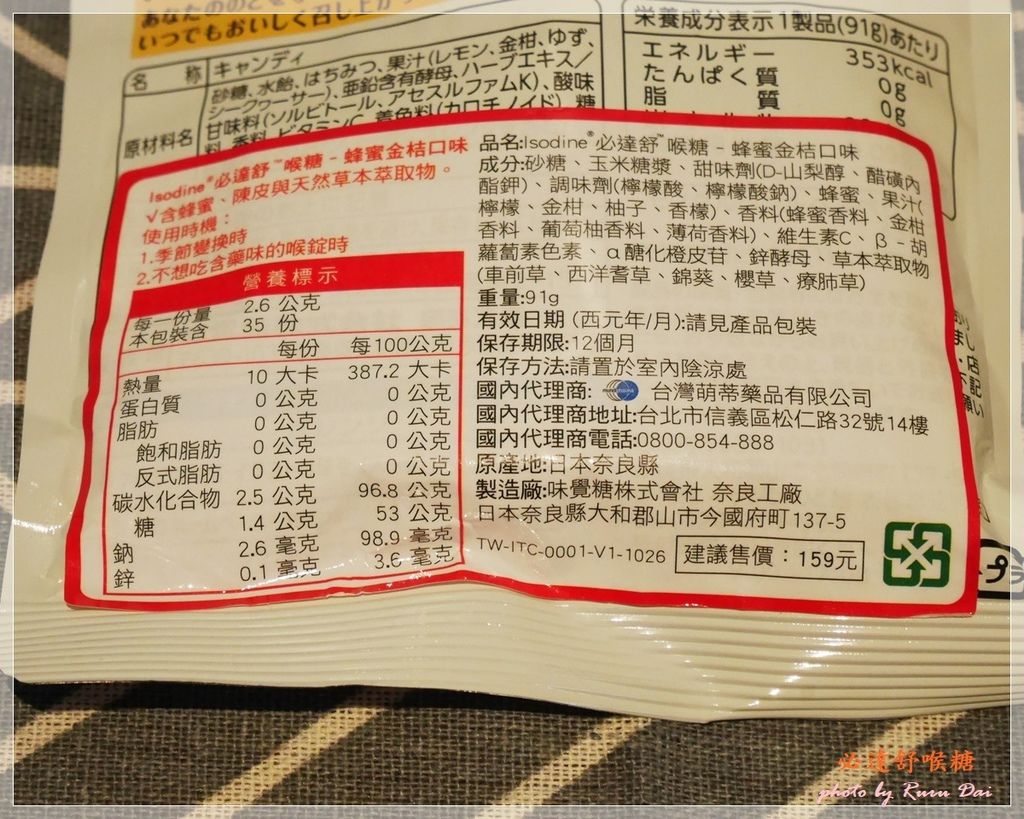 あなたののどを
いつでもおいしく召し上が
名 称 キャンディ
原材料名
砂糖、水飴、はちみつ、果汁(レモン、金柑、ゆず、
シークヮーサー)、亜鉛含有酵母、ハーブエキス/
甘味料(ソルビトール、アセスルファムK)、酸味
料、香料、ビタミンC、着色料(カロチノイド)、糖
栄養成分表示 1製品(91g)あたり
エネルギー 353kcal
たんぱく質 0g
脂 質 0g
Isodine®必達舒™喉糖 - 蜂蜜金桔口味
√含蜂蜜、陳皮與天然草本萃取物。
使用時機:
1.季節變換時
2.不想吃含藥味的喉錠時
營養標示
每一份量 2.6 公克
本包裝含 35 份
每份 每100公克
熱量 10 大卡 387.2 大卡
蛋白質 0 公克 0 公克
脂肪 0 公克 0 公克
飽和脂肪 0 公克 0 公克
反式脂肪 0 公克 0 公克
碳水化合物 2.5 公克 96.8 公克
糖 1.4 公克 53 公克
鈉 2.6 毫克 98.9 毫克
鋅 0.1 毫克 3.6 毫克
品名:Isodine®必達舒™喉糖 - 蜂蜜金桔口味
成分:砂糖、玉米糖漿、甜味劑(D-山梨醇、醋磺內
酯鉀)、調味劑(檸檬酸、檸檬酸鈉)、蜂蜜、果汁(
檸檬、金柑、柚子、香檬)、香料(蜂蜜香料、金柑
香料、葡萄柚香料、薄荷香料)、維生素C、β - 胡
蘿蔔素色素、α醣化橙皮苷、鋅酵母、草本萃取物
(車前草、西洋耆草、錦葵、櫻草、療肺草)
重量:91g
有效日期 (西元年/月):請見產品包裝
保存期限:12個月
保存方法:請置於室內陰涼處
國內代理商: 台灣萌蒂藥品有限公司
國內代理商地址:台北市信義區松仁路32號14樓
國內代理商電話:0800-854-888
原產地:日本奈良縣
製造廠:味覺糖株式會社 奈良工廠
日本奈良縣大和郡山市今國府町137-5
TW-ITC-0001-V1-1026 建議售價：159元
必達舒喉糖
photo by Ruru Dai